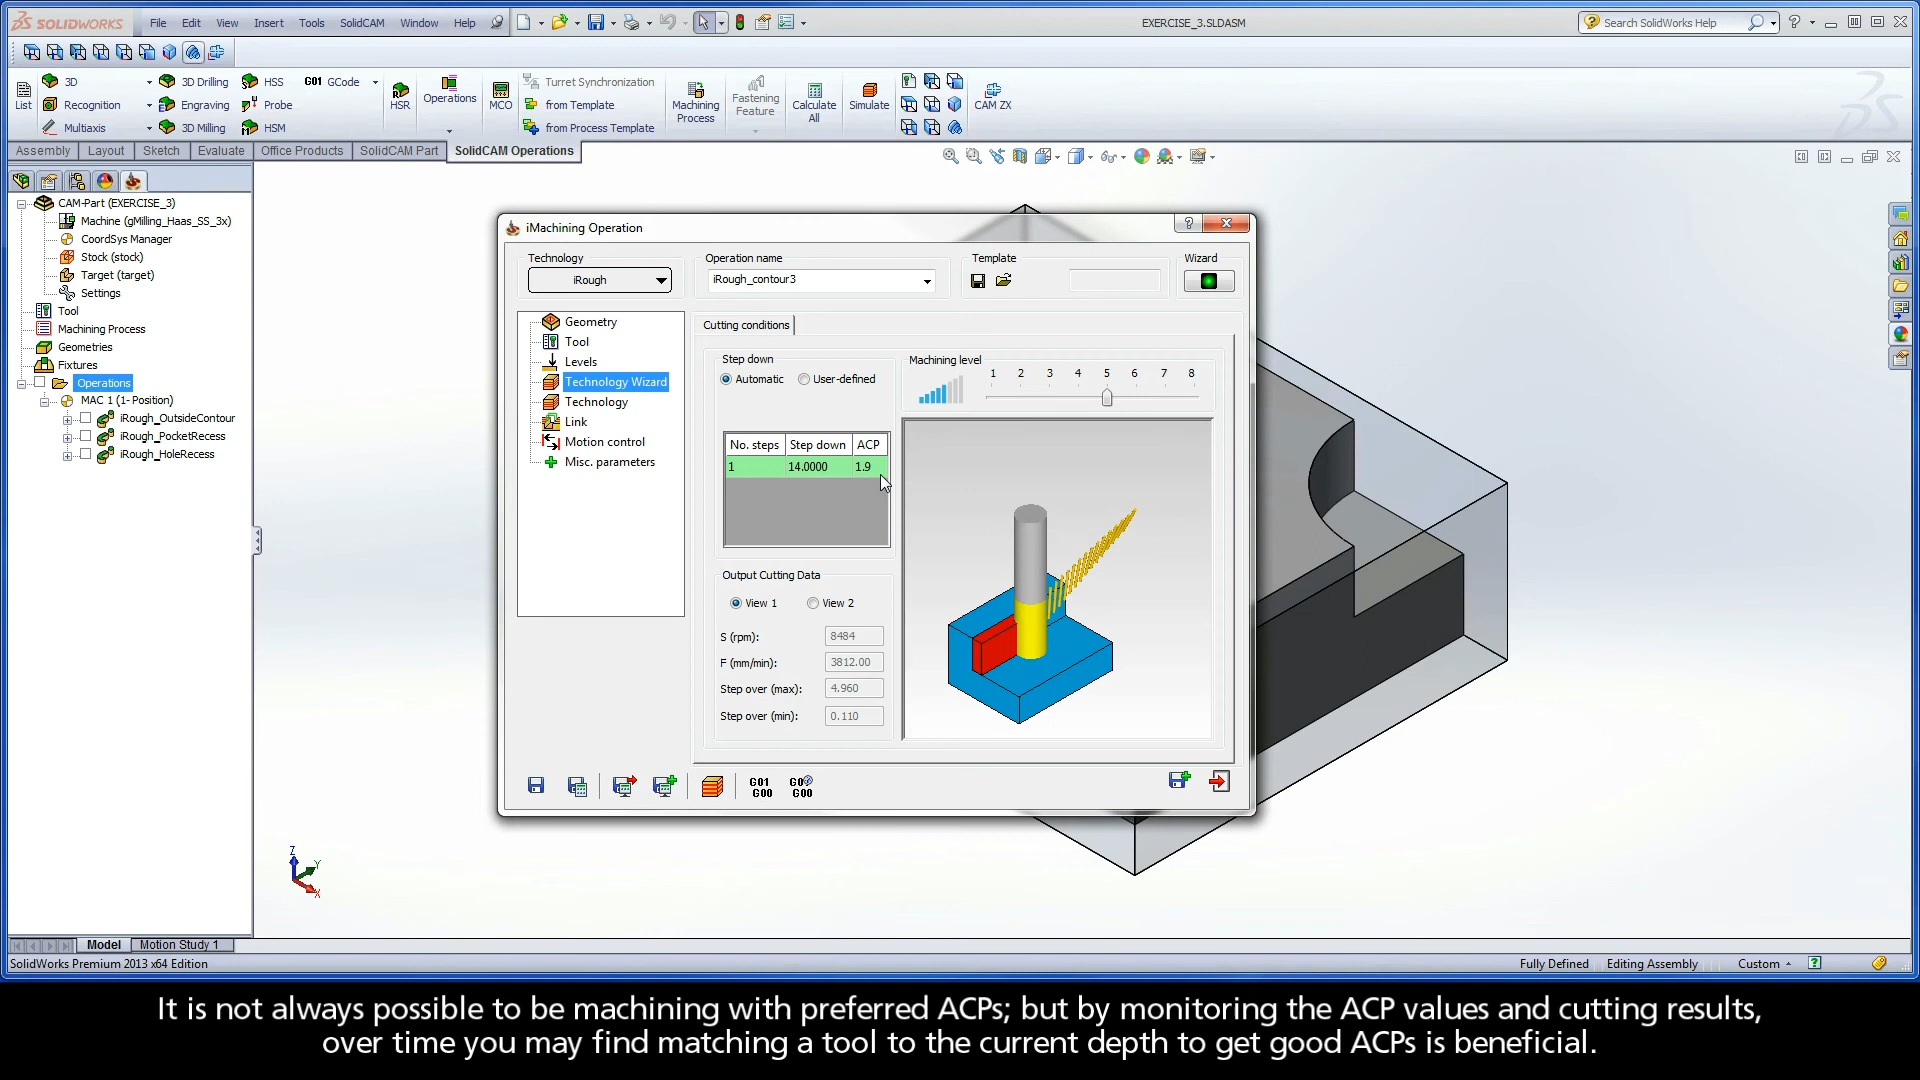 SOLIDWORKS File Edit View Insert Tools SolidCAM Window Help EXERCISE_3.SLDASM Search SolidWorks Help
3D 3D Drilling HSS G01 GCode Turret Synchronization
List Recognition Engraving Probe HSR Operations MCO from Template Machining Process Fastening Feature Calculate All Simulate CAM ZX
Multiaxis 3D Milling HSM from Process Template
Assembly Layout Sketch Evaluate Office Products SolidCAM Part SolidCAM Operations
CAM-Part (EXERCISE_3)
Machine (gMilling_Haas_SS_3x)
CoordSys Manager
Stock (stock)
Target (target)
Settings
Tool
Machining Process
Geometries
Fixtures
Operations
MAC 1 (1- Position)
iRough_OutsideContour
iRough_PocketRecess
iRough_HoleRecess
iMachining Operation
Technology Operation name Template Wizard
iRough iRough_contour3
Geometry
Tool
Levels
Technology Wizard
Technology
Link
Motion control
Misc. parameters
Cutting conditions
Step down Machining level
Automatic User-defined 1 2 3 4 5 6 7 8
No. steps Step down ACP
1 14.0000 1.9
Output Cutting Data
View 1 View 2
S (rpm): 8484
F (mm/min): 3812.00
Step over (max): 4.960
Step over (min): 0.110
G01 G00 G00 G00
Z Y X
Model Motion Study 1
SolidWorks Premium 2013 x64 Edition Fully Defined Editing Assembly Custom
It is not always possible to be machining with preferred ACPs; but by monitoring the ACP values and cutting results,
over time you may find matching a tool to the current depth to get good ACPs is beneficial.